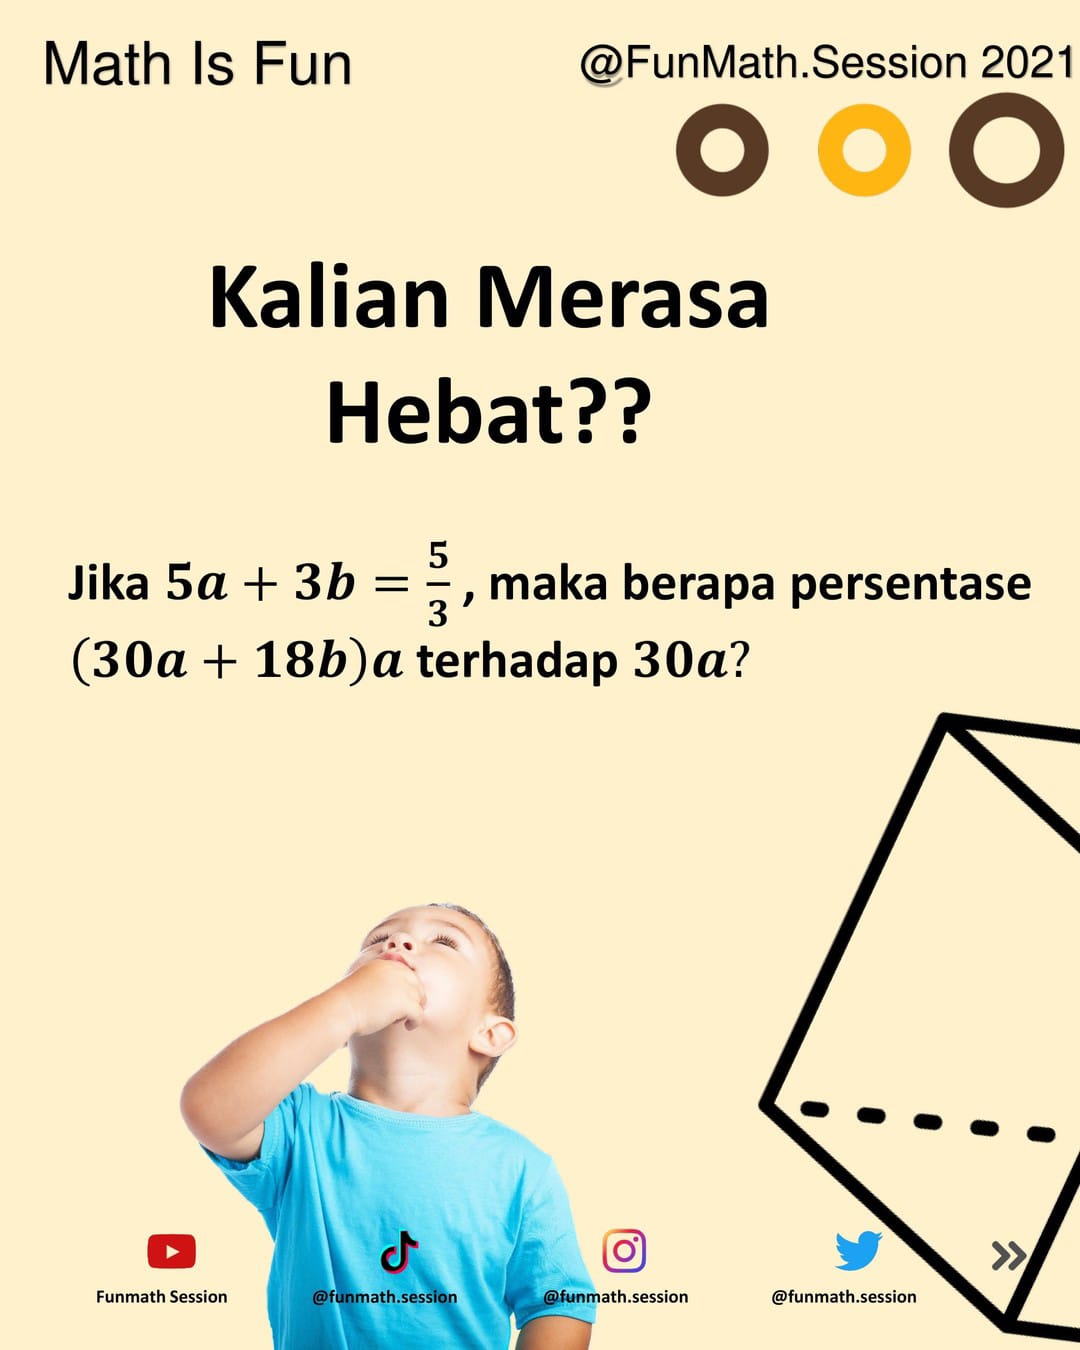 Math Is Fun
@FunMath.Session 2021
Kalian Merasa
Hebat??
Jika 5a + 3b = 5/3 , maka berapa persentase
(30a + 18b)a terhadap 30a?
Funmath Session
@funmath.session
@funmath.session
@funmath.session